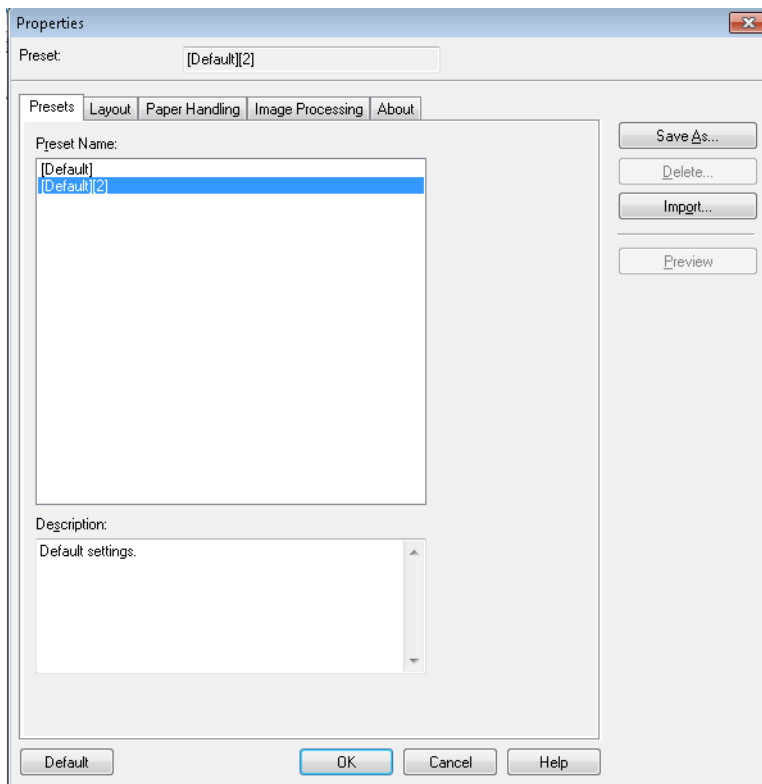 Properties
Preset: [Default][2]
Presets Layout Paper Handling Image Processing About
Preset Name:
[Default]
[Default][2]
Description:
Default settings.
Save As...
Delete...
Import...
Preview
Default OK Cancel Help